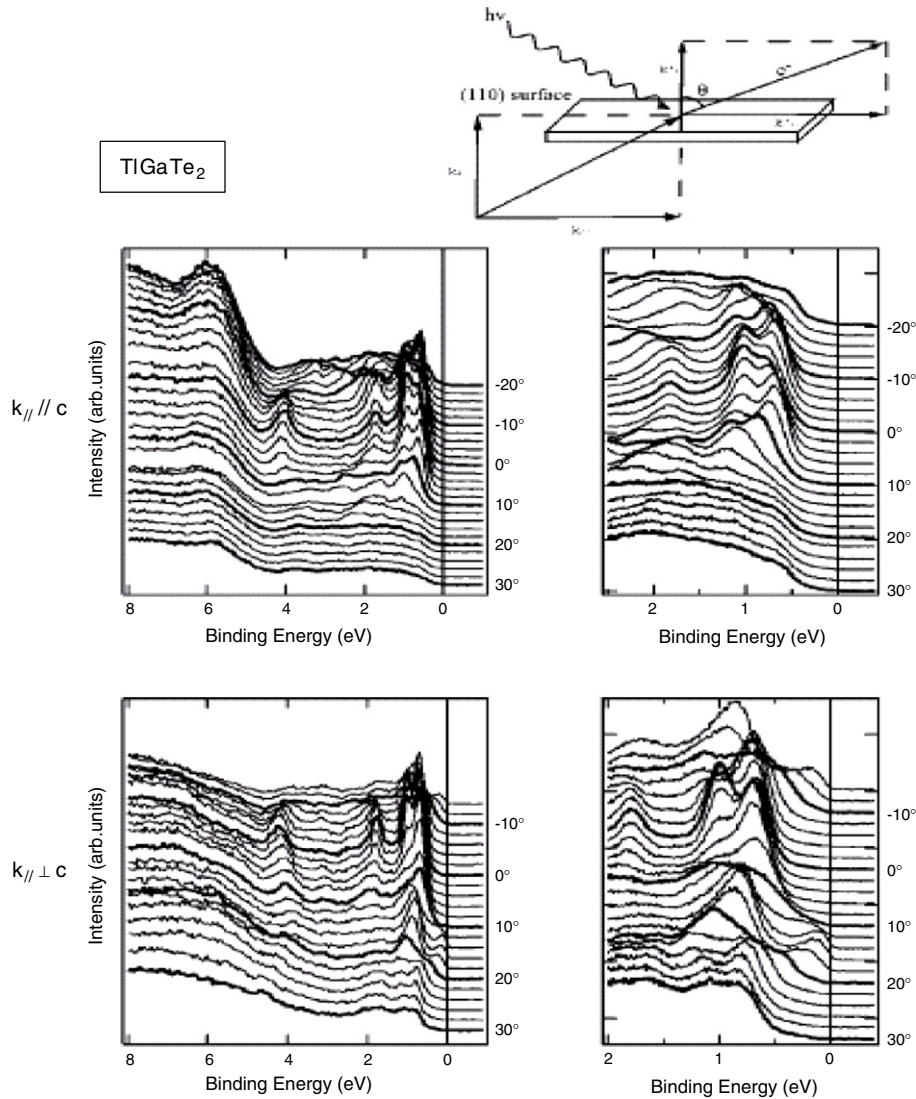 hν
(110) surface
θ
e⁻
TlGaTe₂
k// // c
Intensity (arb.units)
-20°
-10°
0°
10°
20°
30°
8 6 4 2 0
Binding Energy (eV)
-20°
-10°
0°
10°
20°
30°
2 1 0
Binding Energy (eV)
k// ⊥ c
Intensity (arb.units)
-10°
0°
10°
20°
30°
8 6 4 2 0
Binding Energy (eV)
-10°
0°
10°
20°
30°
2 1 0
Binding Energy (eV)